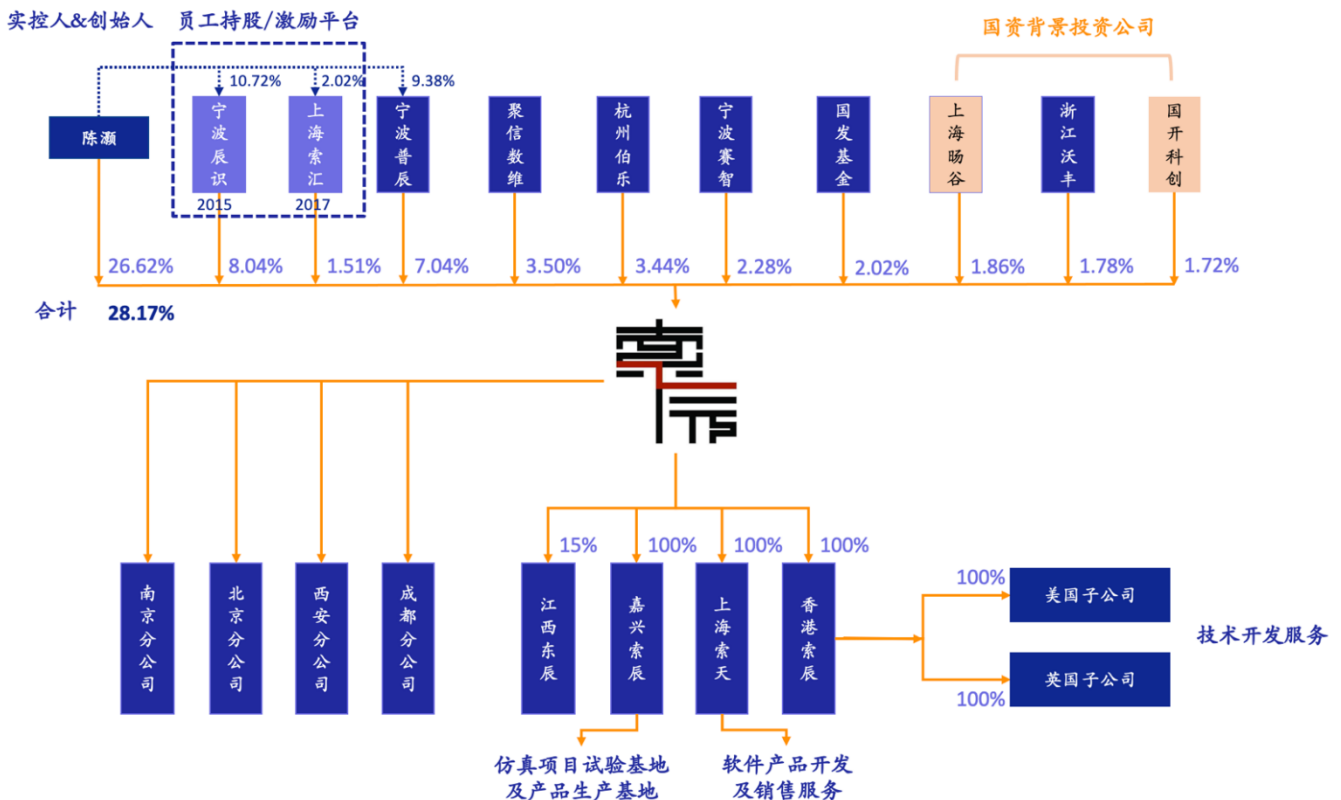 实控人&创始人
员工持股/激励平台
国资背景投资公司
10.72%
2.02%
9.38%
陈灏
宁波辰识
上海索汇
宁波普辰
聚信数维
杭州伯乐
宁波赛智
国发基金
上海旸谷
浙江沃丰
国开科创
2015
2017
26.62%
8.04%
1.51%
7.04%
3.50%
3.44%
2.28%
2.02%
1.86%
1.78%
1.72%
合计
28.17%
15%
100%
100%
100%
南京分公司
北京分公司
西安分公司
成都分公司
江西东辰
嘉兴索辰
上海索天
香港索辰
100%
美国子公司
技术开发服务
英国子公司
100%
仿真项目试验基地
及产品生产基地
软件产品开发
及销售服务